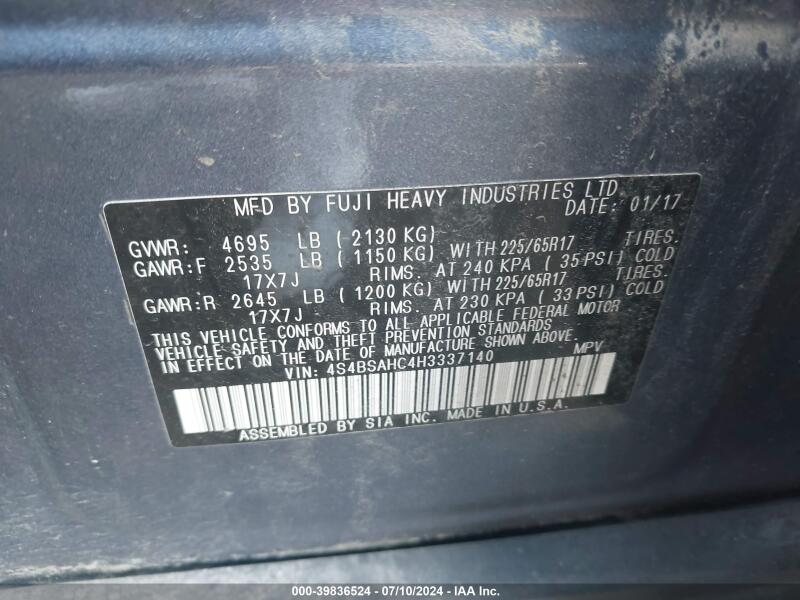 MFD BY FUJI HEAVY INDUSTRIES LTD
DATE: 01/17
GVWR: 4695 LB ( 2130 KG)
GAWR:F 2535 LB ( 1150 KG) WITH 225/65R17 TIRES.
17X7J RIMS. AT 240 KPA ( 35 PSI) COLD
GAWR:R 2645 LB ( 1200 KG) WITH 225/65R17 TIRES.
17X7J RIMS. AT 230 KPA ( 33 PSI) COLD
THIS VEHICLE CONFORMS TO ALL APPLICABLE FEDERAL MOTOR
VEHICLE SAFETY AND THEFT PREVENTION STANDARDS
IN EFFECT ON THE DATE OF MANUFACTURE SHOWN ABOVE.
VIN: 4S4BSAHC4H3337140 MPV
ASSEMBLED BY SIA INC. MADE IN U.S.A.
000-39836524 / 07/10/2024 - IAA Inc.